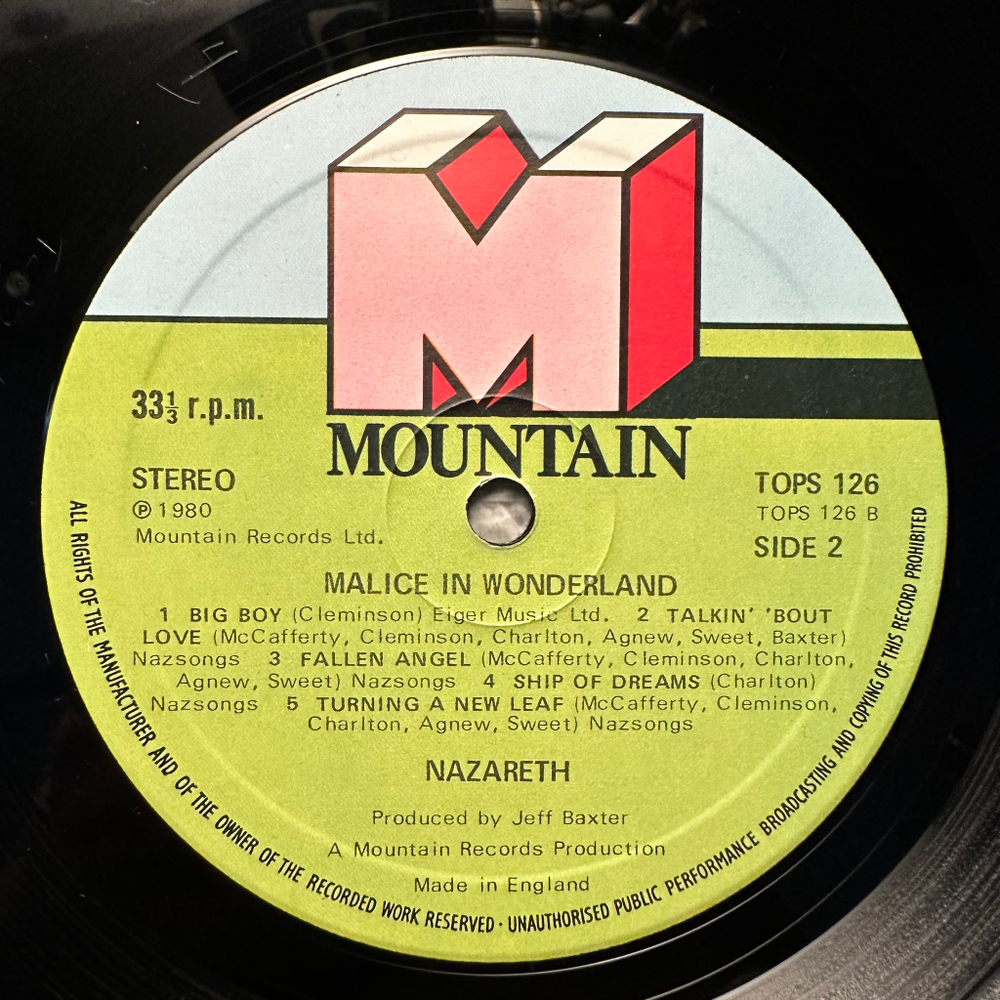 M
MOUNTAIN
33⅓ r.p.m.
STEREO
℗ 1980
Mountain Records Ltd.
TOPS 126
TOPS 126 B
SIDE 2
MALICE IN WONDERLAND
1 BIG BOY (Cleminson) Eiger Music Ltd. 2 TALKIN' 'BOUT
LOVE (McCafferty, Cleminson, Charlton, Agnew, Sweet, Baxter)
Nazsongs 3 FALLEN ANGEL (McCafferty, Cleminson, Charlton,
Agnew, Sweet) Nazsongs 4 SHIP OF DREAMS (Charlton)
Nazsongs 5 TURNING A NEW LEAF (McCafferty, Cleminson,
Charlton, Agnew, Sweet) Nazsongs
NAZARETH
Produced by Jeff Baxter
A Mountain Records Production
Made in England
ALL RIGHTS OF THE MANUFACTURER AND OF THE OWNER OF THE RECORDED WORK RESERVED · UNAUTHORISED PUBLIC PERFORMANCE BROADCASTING AND COPYING OF THIS RECORD PROHIBITED